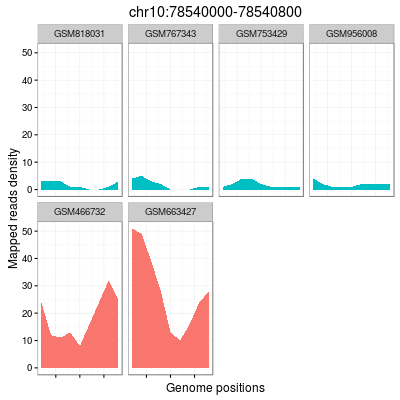 chr10:78540000-78540800
GSM818031 GSM767343 GSM753429 GSM956008
50
40
30
20
10
0
Mapped reads density
GSM466732 GSM663427
50
40
30
20
10
0
Genome positions